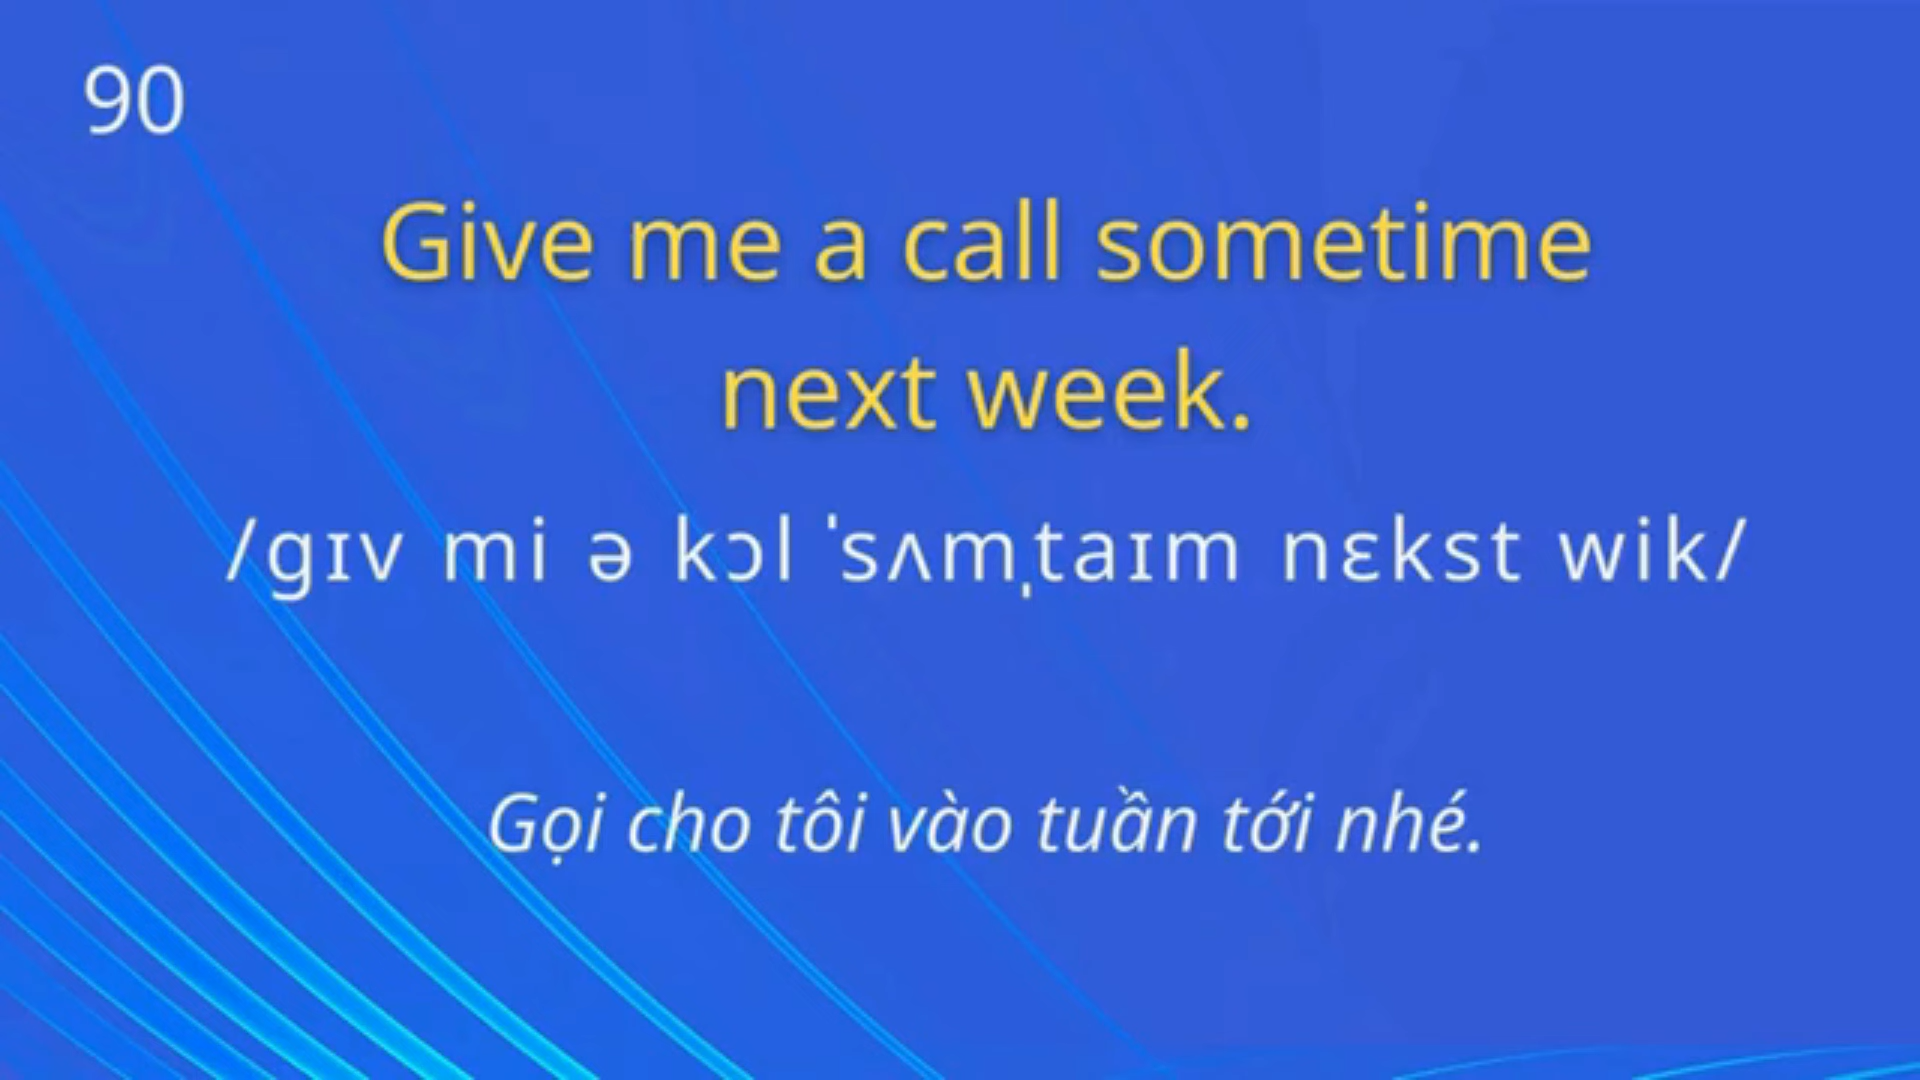 90
Give me a call sometime
next week.
/gɪv mi ə kɔl ˈsʌmˌtaɪm nɛkst wik/
Gọi cho tôi vào tuần tới nhé.